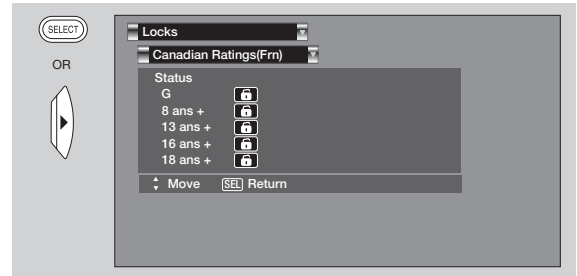 SELECT
OR
Locks
Canadian Ratings(Frn)
Status
G
8 ans +
13 ans +
16 ans +
18 ans +
Move SEL Return